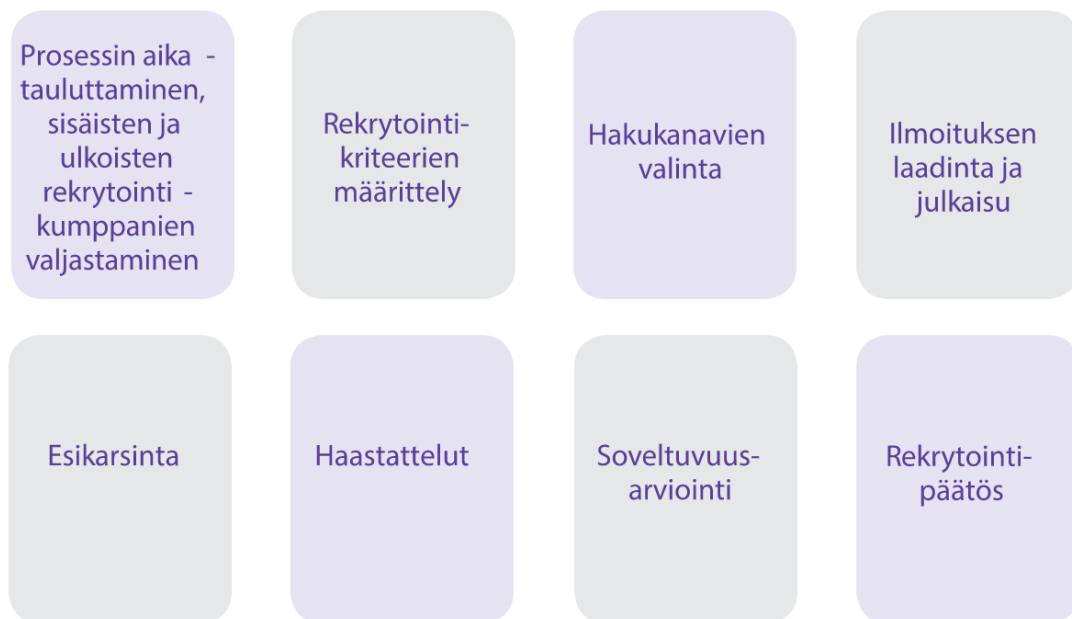 Prosessin aika -
tauluttaminen,
sisäisten ja
ulkoisten
rekrytointi -
kumppanien
valjastaminen
Rekrytointi-
kriteerien
määrittely
Hakukanavien
valinta
Ilmoituksen
laadinta ja
julkaisu
Esikarsinta
Haastattelut
Soveltuvuus-
arviointi
Rekrytointi-
päätös